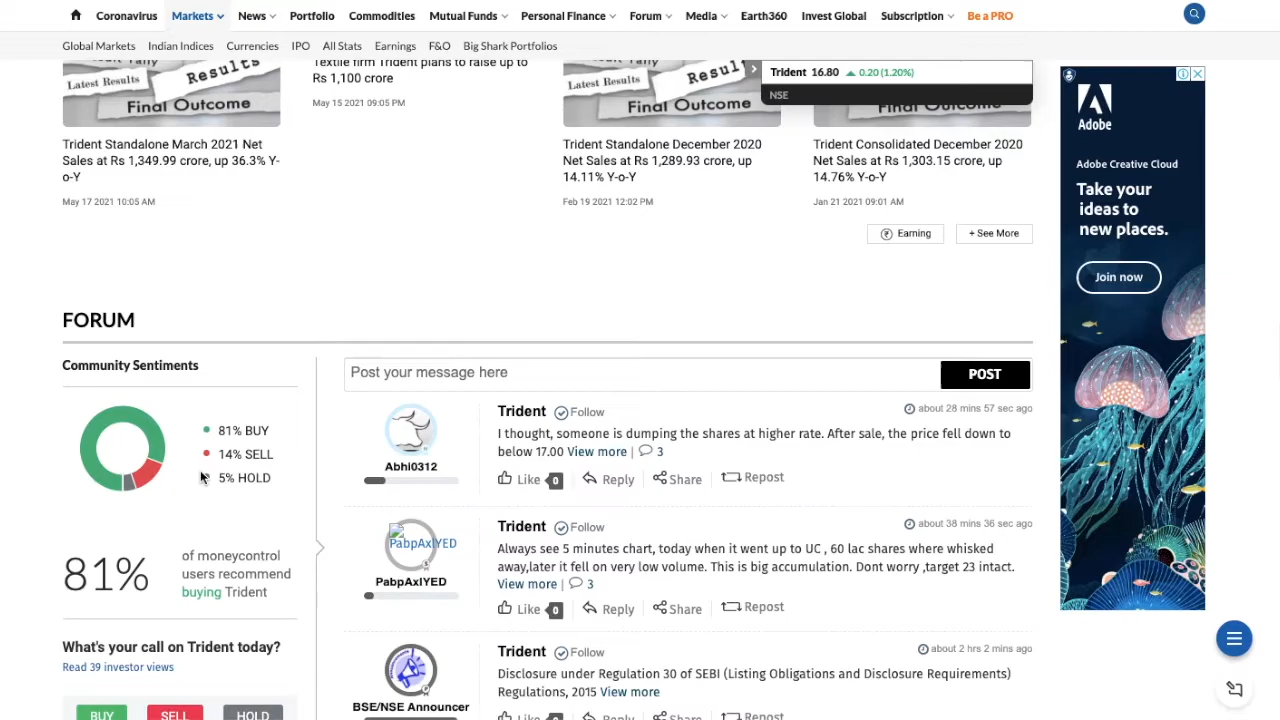 Coronavirus Markets News Portfolio Commodities Mutual Funds Personal Finance Forum Media Earth360 Invest Global Subscription Be a PRO
Global Markets Indian Indices Currencies IPO All Stats Earnings F&O Big Shark Portfolios
Latest Results Results
Final Outcome
Trident Standalone March 2021 Net
Sales at Rs 1,349.99 crore, up 36.3% Y-
o-Y
May 17 2021 10:05 AM
Textile firm Trident plans to raise up to
Rs 1,100 crore
May 15 2021 09:05 PM
Latest Results
Final Outcome
Trident Standalone December 2020
Net Sales at Rs 1,289.93 crore, up
14.11% Y-o-Y
Feb 19 2021 12:02 PM
Trident 16.80 0.20 (1.20%)
NSE
Trident Consolidated December 2020
Net Sales at Rs 1,303.15 crore, up
14.76% Y-o-Y
Jan 21 2021 09:01 AM
Earning
+ See More
FORUM
Community Sentiments
81% BUY
14% SELL
5% HOLD
81%
of moneycontrol
users recommend
buying Trident
What's your call on Trident today?
Read 39 investor views
BUY SELL HOLD
Post your message here
POST
Abhi0312
Trident Follow
about 28 mins 57 sec ago
I thought, someone is dumping the shares at higher rate. After sale, the price fell down to
below 17.00 View more | 3
Like 0 Reply Share Repost
PabpAxIYED
PabpAxIYED
Trident Follow
about 38 mins 36 sec ago
Always see 5 minutes chart, today when it went up to UC , 60 lac shares where whisked
away,later it fell on very low volume. This is big accumulation. Dont worry ,target 23 intact.
View more | 3
Like 0 Reply Share Repost
BSE/NSE Announcer
Trident Follow
about 2 hrs 2 mins ago
Disclosure under Regulation 30 of SEBI (Listing Obligations and Disclosure Requirements)
Regulations, 2015 View more
Like 0 Reply Share Repost
Adobe
Adobe Creative Cloud
Take your
ideas to
new places.
Join now